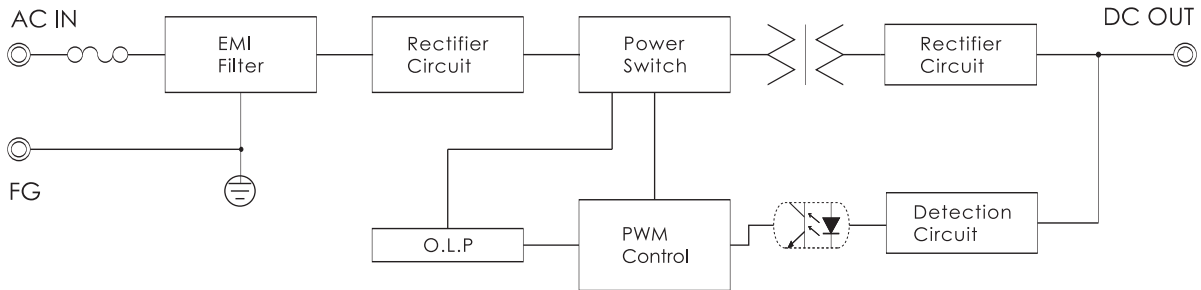 AC IN
DC OUT
EMI
Filter
Rectifier
Circuit
Power
Switch
Rectifier
Circuit
FG
O.L.P
PWM
Control
Detection
Circuit